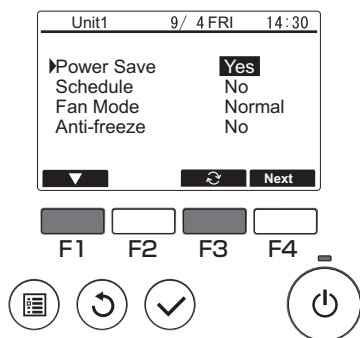 Unit1 9/ 4 FRI 14:30
Power Save Yes
Schedule No
Fan Mode Normal
Anti-freeze No
Next
F1 F2 F3 F4